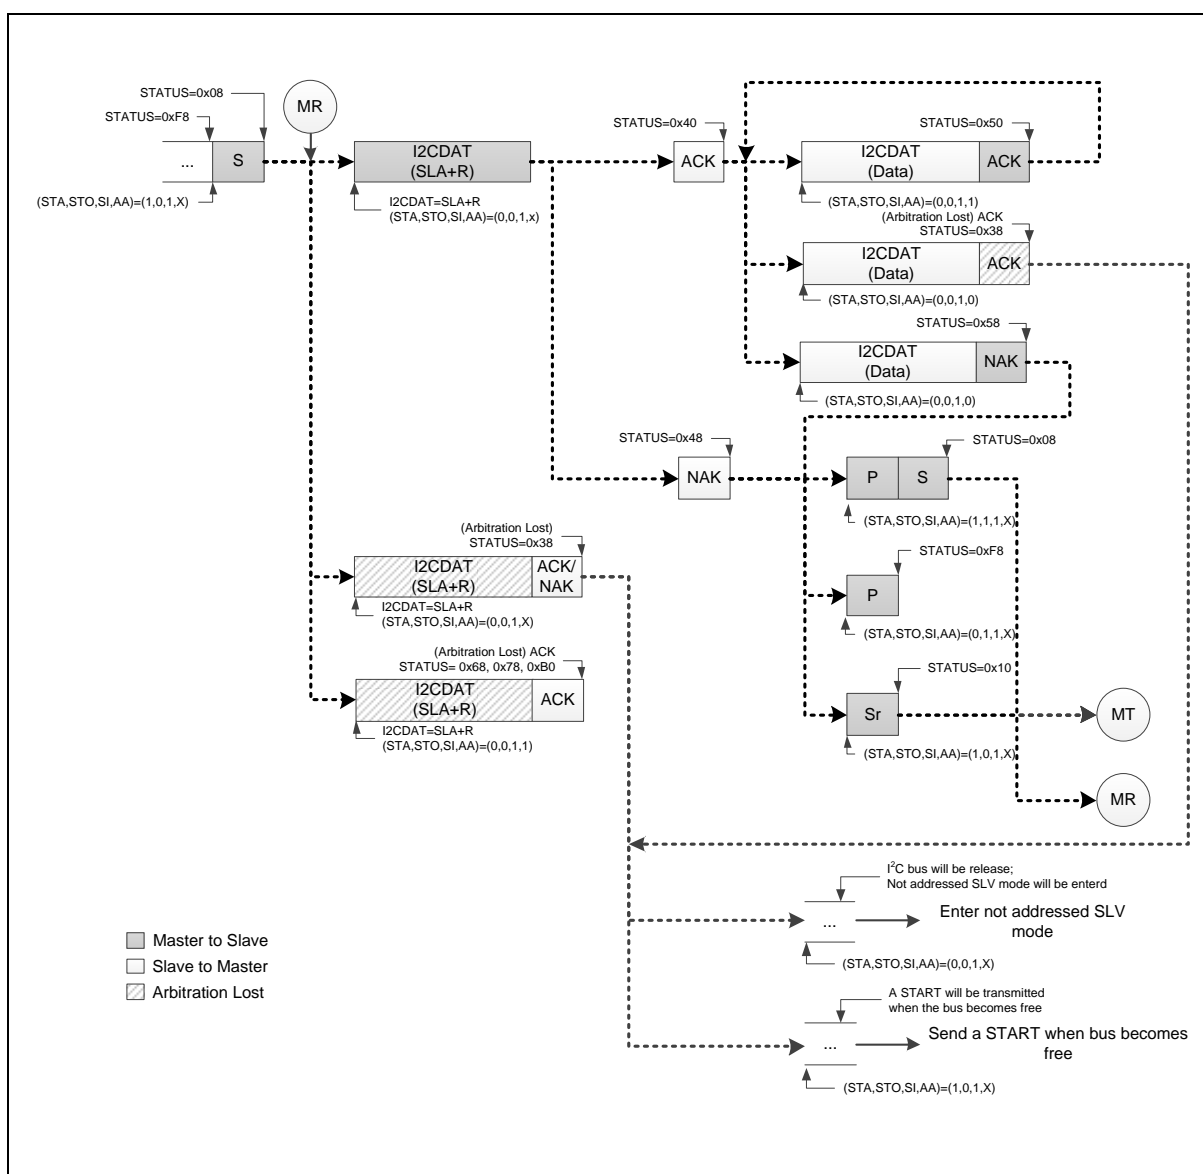 STATUS=0x08
STATUS=0xF8
MR
...
S
(STA,STO,SI,AA)=(1,0,1,X)
I2CDAT
(SLA+R)
I2CDAT=SLA+R
(STA,STO,SI,AA)=(0,0,1,x)
STATUS=0x40
ACK
STATUS=0x50
I2CDAT
(Data)
ACK
(STA,STO,SI,AA)=(0,0,1,1)
(Arbitration Lost) ACK
STATUS=0x38
I2CDAT
(Data)
ACK
(STA,STO,SI,AA)=(0,0,1,0)
STATUS=0x58
I2CDAT
(Data)
NAK
(STA,STO,SI,AA)=(0,0,1,0)
STATUS=0x48
NAK
STATUS=0x08
P
S
(STA,STO,SI,AA)=(1,1,1,X)
(Arbitration Lost)
STATUS=0x38
I2CDAT
(SLA+R)
ACK/
NAK
I2CDAT=SLA+R
(STA,STO,SI,AA)=(0,0,1,X)
STATUS=0xF8
P
(STA,STO,SI,AA)=(0,1,1,X)
(Arbitration Lost) ACK
STATUS= 0x68, 0x78, 0xB0
I2CDAT
(SLA+R)
ACK
I2CDAT=SLA+R
(STA,STO,SI,AA)=(0,0,1,1)
STATUS=0x10
Sr
(STA,STO,SI,AA)=(1,0,1,X)
MT
MR
I²C bus will be release;
Not addressed SLV mode will be enterd
...
Enter not addressed SLV
mode
(STA,STO,SI,AA)=(0,0,1,X)
A START will be transmitted
when the bus becomes free
...
Send a START when bus becomes
free
(STA,STO,SI,AA)=(1,0,1,X)
Master to Slave
Slave to Master
Arbitration Lost